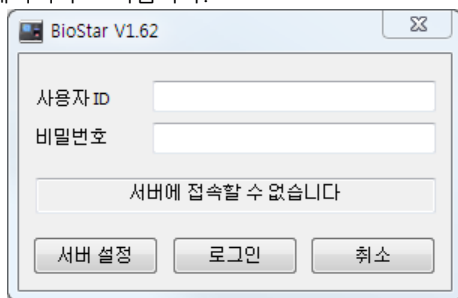 BioStar V1.62
사용자 ID
비밀번호
서버에 접속할 수 없습니다
서버 설정 로그인 취소